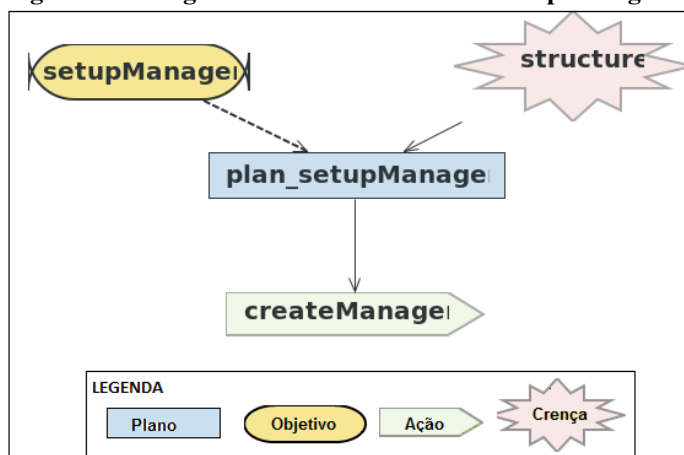 setupManager
structure
plan_setupManager
createManager
LEGENDA
Plano
Objetivo
Ação
Crença